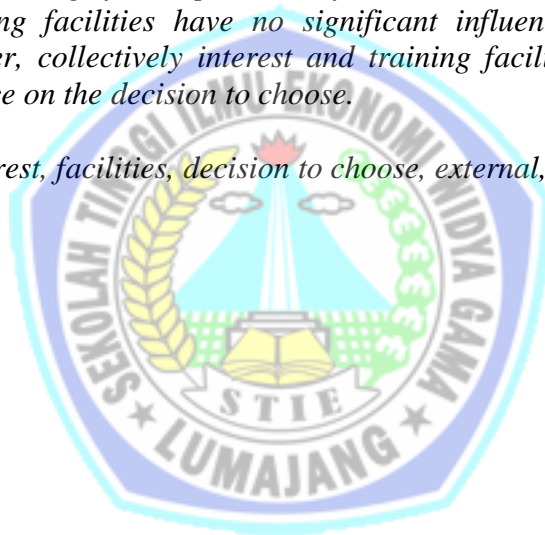 ng facilities have no significant influen
er, collectively interest and training facil
ce on the decision to choose.
rest, facilities, decision to choose, external,
SEKOLAH TINGGI ILMU EKONOMI WIDYA GAMA
STIE
★ LUMAJANG ★